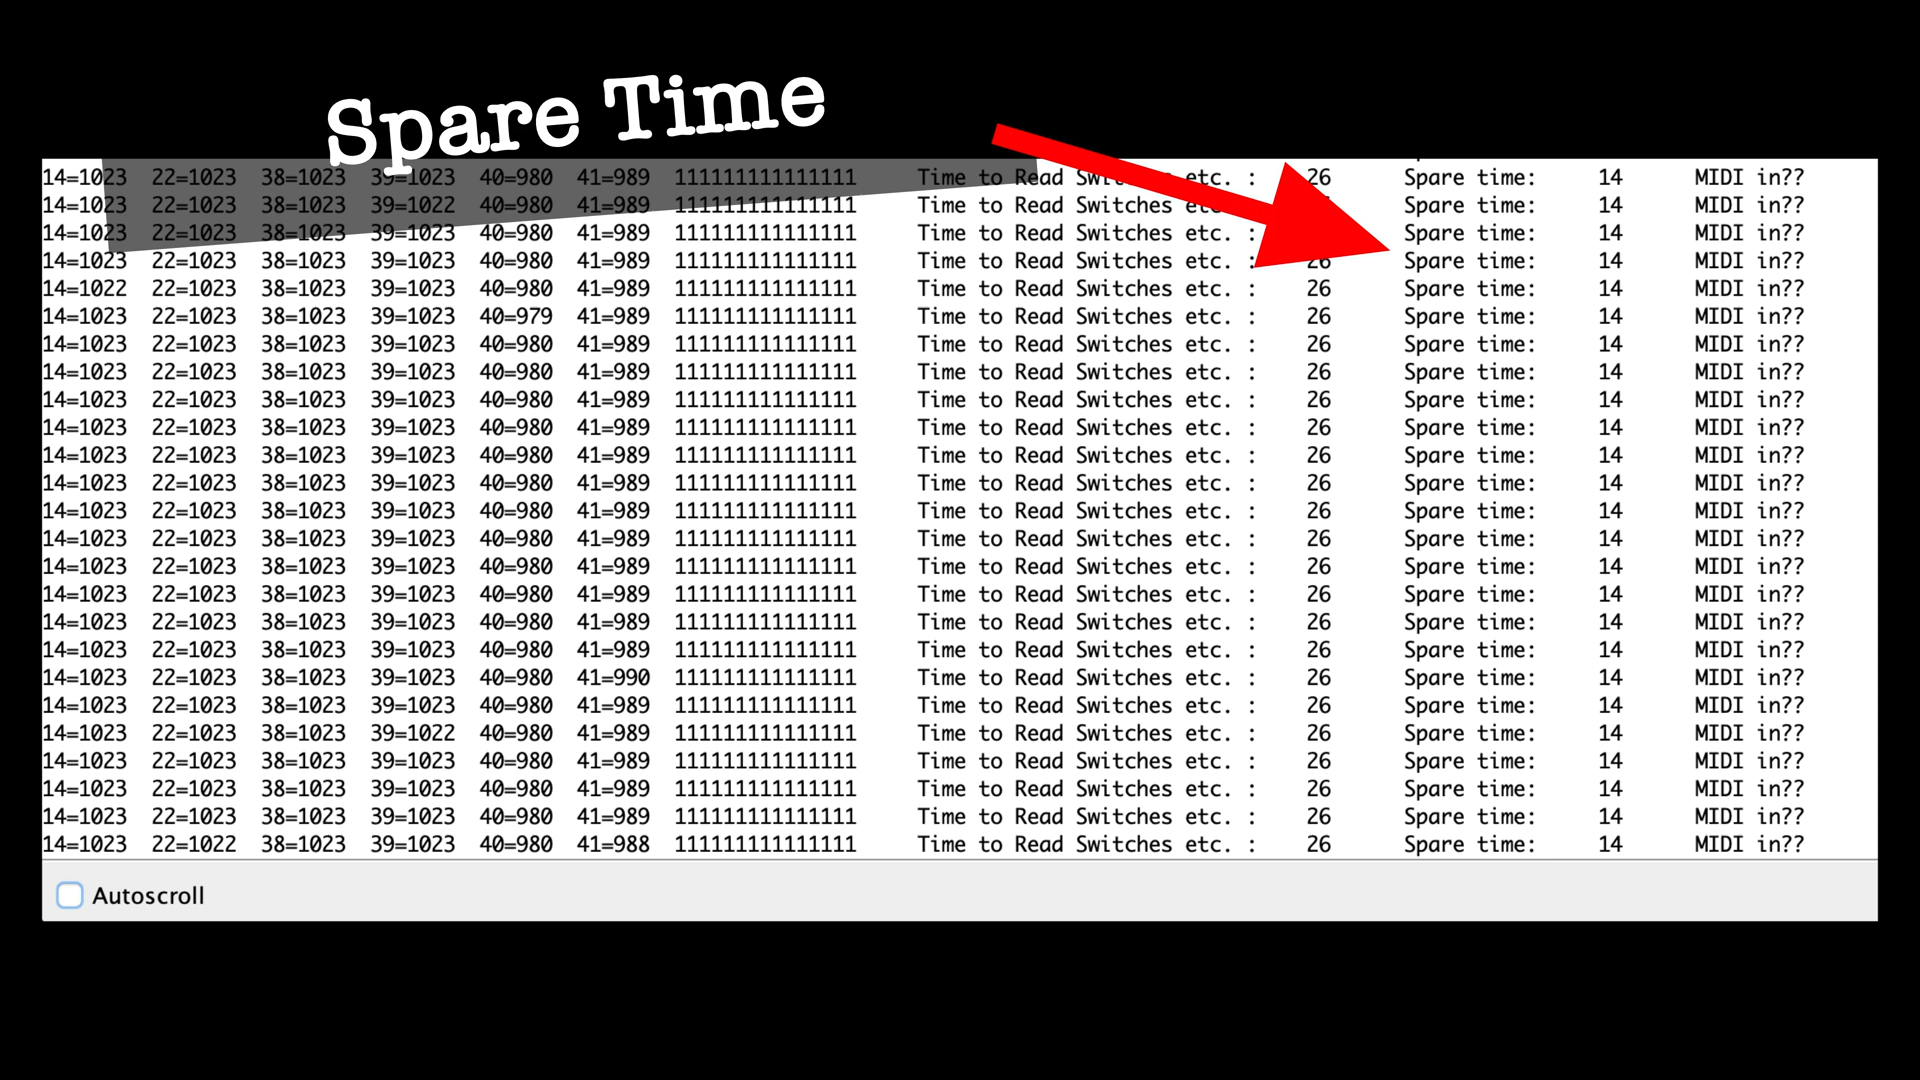 Spare Time
14=1023 22=1023 38=1023 39=1023 40=980 41=989 111111111111111 Time to Read etc. : 26 Spare time: 14 MIDI in??
14=1023 22=1023 38=1023 39=1022 40=980 41=989 111111111111111 Time to Read Switches Spare time: 14 MIDI in??
14=1023 22=1023 38=1023 39=1023 40=980 41=989 111111111111111 Time to Read Switches etc. : Spare time: 14 MIDI in??
14=1023 22=1023 38=1023 39=1023 40=980 41=989 111111111111111 Time to Read Switches etc. : 26 Spare time: 14 MIDI in??
14=1022 22=1023 38=1023 39=1023 40=980 41=989 111111111111111 Time to Read Switches etc. : 26 Spare time: 14 MIDI in??
14=1023 22=1023 38=1023 39=1023 40=979 41=989 111111111111111 Time to Read Switches etc. : 26 Spare time: 14 MIDI in??
14=1023 22=1023 38=1023 39=1023 40=980 41=989 111111111111111 Time to Read Switches etc. : 26 Spare time: 14 MIDI in??
14=1023 22=1023 38=1023 39=1023 40=980 41=989 111111111111111 Time to Read Switches etc. : 26 Spare time: 14 MIDI in??
14=1023 22=1023 38=1023 39=1023 40=980 41=989 111111111111111 Time to Read Switches etc. : 26 Spare time: 14 MIDI in??
14=1023 22=1023 38=1023 39=1023 40=980 41=989 111111111111111 Time to Read Switches etc. : 26 Spare time: 14 MIDI in??
14=1023 22=1023 38=1023 39=1023 40=980 41=989 111111111111111 Time to Read Switches etc. : 26 Spare time: 14 MIDI in??
14=1023 22=1023 38=1023 39=1023 40=980 41=989 111111111111111 Time to Read Switches etc. : 26 Spare time: 14 MIDI in??
14=1023 22=1023 38=1023 39=1023 40=980 41=989 111111111111111 Time to Read Switches etc. : 26 Spare time: 14 MIDI in??
14=1023 22=1023 38=1023 39=1023 40=980 41=989 111111111111111 Time to Read Switches etc. : 26 Spare time: 14 MIDI in??
14=1023 22=1023 38=1023 39=1023 40=980 41=989 111111111111111 Time to Read Switches etc. : 26 Spare time: 14 MIDI in??
14=1023 22=1023 38=1023 39=1023 40=980 41=989 111111111111111 Time to Read Switches etc. : 26 Spare time: 14 MIDI in??
14=1023 22=1023 38=1023 39=1023 40=980 41=989 111111111111111 Time to Read Switches etc. : 26 Spare time: 14 MIDI in??
14=1023 22=1023 38=1023 39=1023 40=980 41=989 111111111111111 Time to Read Switches etc. : 26 Spare time: 14 MIDI in??
14=1023 22=1023 38=1023 39=1023 40=980 41=990 111111111111111 Time to Read Switches etc. : 26 Spare time: 14 MIDI in??
14=1023 22=1023 38=1023 39=1023 40=980 41=989 111111111111111 Time to Read Switches etc. : 26 Spare time: 14 MIDI in??
14=1023 22=1023 38=1023 39=1022 40=980 41=989 111111111111111 Time to Read Switches etc. : 26 Spare time: 14 MIDI in??
14=1023 22=1023 38=1023 39=1023 40=980 41=989 111111111111111 Time to Read Switches etc. : 26 Spare time: 14 MIDI in??
14=1023 22=1023 38=1023 39=1023 40=980 41=989 111111111111111 Time to Read Switches etc. : 26 Spare time: 14 MIDI in??
14=1023 22=1023 38=1023 39=1023 40=980 41=989 111111111111111 Time to Read Switches etc. : 26 Spare time: 14 MIDI in??
14=1023 22=1022 38=1023 39=1023 40=980 41=988 111111111111111 Time to Read Switches etc. : 26 Spare time: 14 MIDI in??
Autoscroll